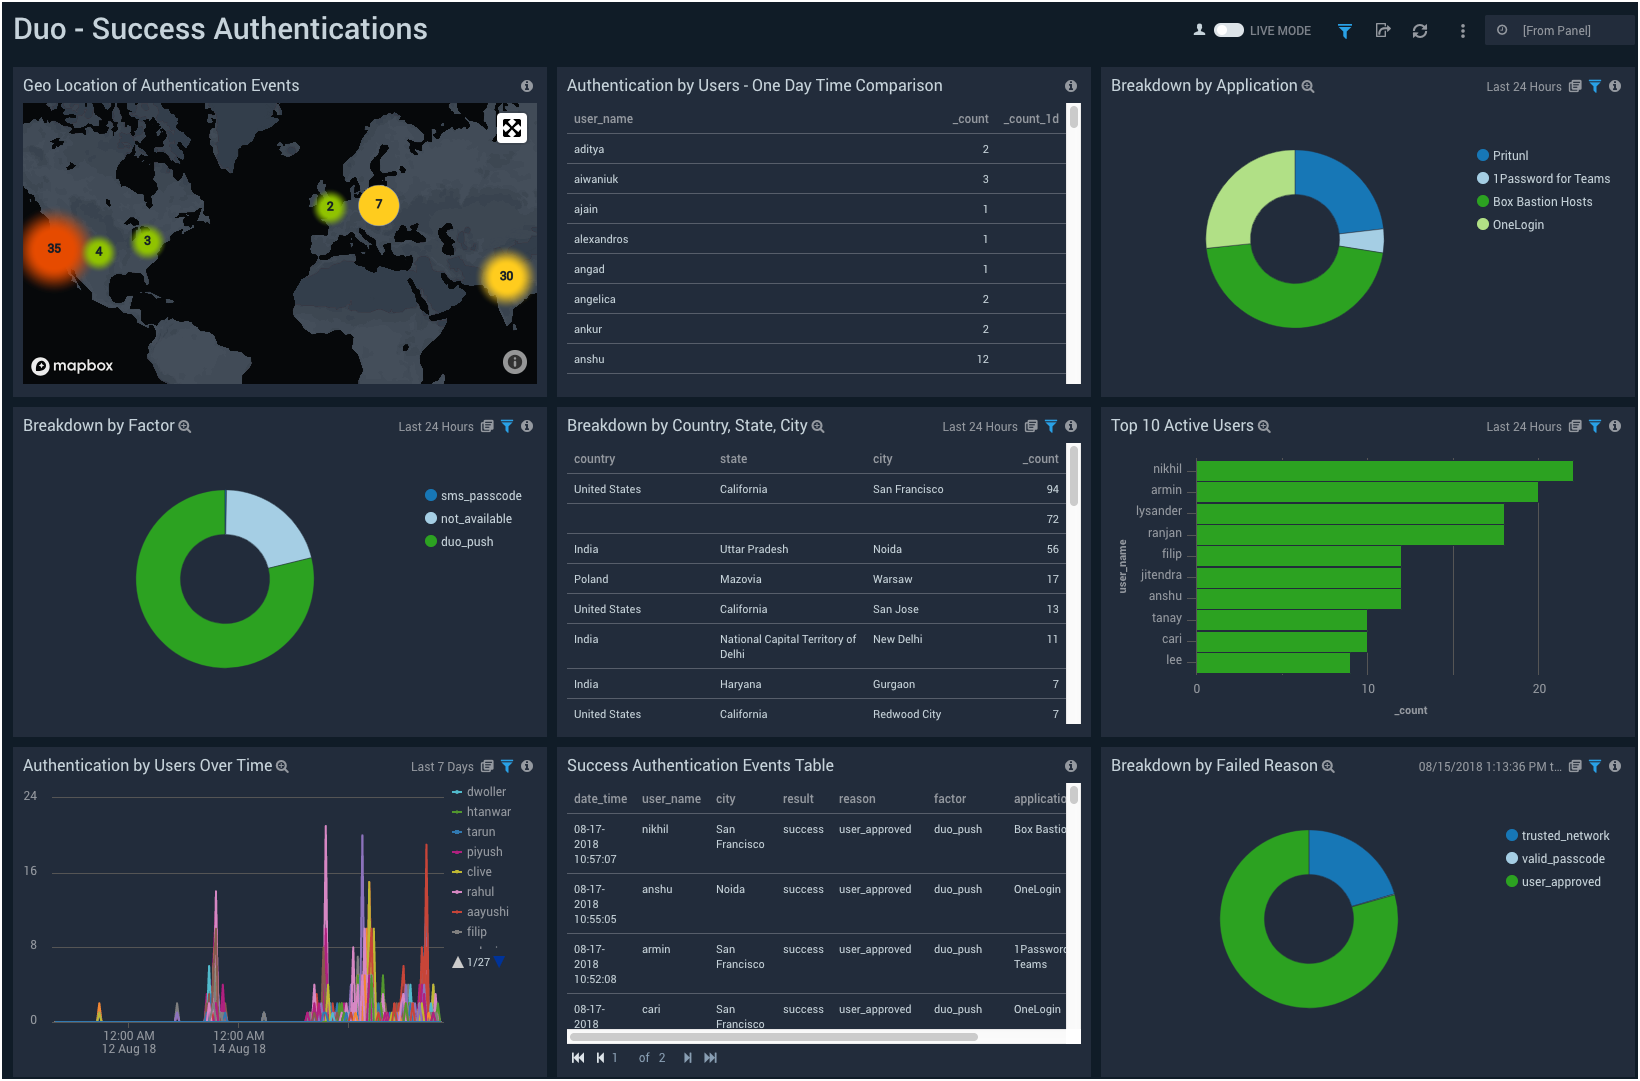 Duo - Success Authentications
LIVE MODE
[From Panel]
Geo Location of Authentication Events
35
4
3
2
7
30
mapbox
Authentication by Users - One Day Time Comparison
user_name _count _count_1d
aditya 2
aiwaniuk 3
ajain 1
alexandros 1
angad 1
angelica 2
ankur 2
anshu 12
Breakdown by Application Last 24 Hours
Pritunl
1Password for Teams
Box Bastion Hosts
OneLogin
Breakdown by Factor Last 24 Hours
sms_passcode
not_available
duo_push
Breakdown by Country, State, City Last 24 Hours
country state city _count
United States California San Francisco 94
72
India Uttar Pradesh Noida 56
Poland Mazovia Warsaw 17
United States California San Jose 13
India National Capital Territory of New Delhi 11
Delhi
India Haryana Gurgaon 7
United States California Redwood City 7
Top 10 Active Users Last 24 Hours
user_name
nikhil
armin
lysander
ranjan
filip
jitendra
anshu
tanay
cari
lee
0 10 20
_count
Authentication by Users Over Time Last 7 Days
24
16
8
0
12:00 AM 12:00 AM
12 Aug 18 14 Aug 18
dwoller
htanwar
tarun
piyush
clive
rahul
aayushi
filip
1/27
Success Authentication Events Table
date_time user_name city result reason factor applicatio
08-17- nikhil San success user_approved duo_push Box Bastio
2018 Francisco
10:57:07
08-17- anshu Noida success user_approved duo_push OneLogin
2018
10:55:05
08-17- armin San success user_approved duo_push 1Password
2018 Francisco Teams
10:52:08
08-17- cari San success user_approved duo_push OneLogin
2018 Francisco
1 of 2
Breakdown by Failed Reason 08/15/2018 1:13:36 PM t...
trusted_network
valid_passcode
user_approved